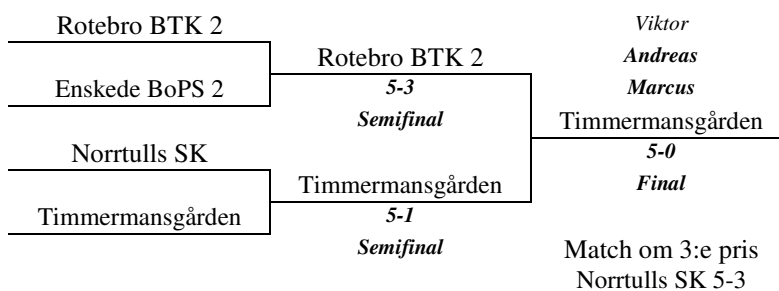 Rotebro BTK 2
Enskede BoPS 2
Norrtulls SK
Timmermansgården
Rotebro BTK 2
5-3
Semifinal
Timmermansgården
5-1
Semifinal
Viktor
Andreas
Marcus
Timmermansgården
5-0
Final
Match om 3:e pris
Norrtulls SK 5-3